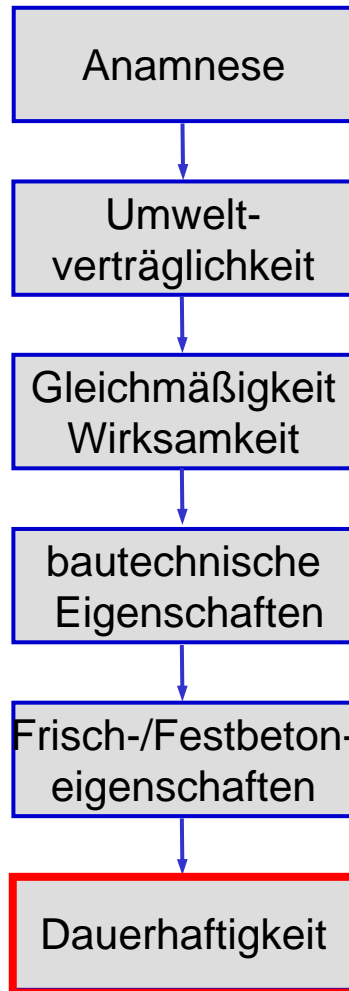 Anamnese
Umwelt-
verträglichkeit
Gleichmäßigkeit
Wirksamkeit
bautechnische
Eigenschaften
Frisch-/Festbeton-
eigenschaften
Dauerhaftigkeit